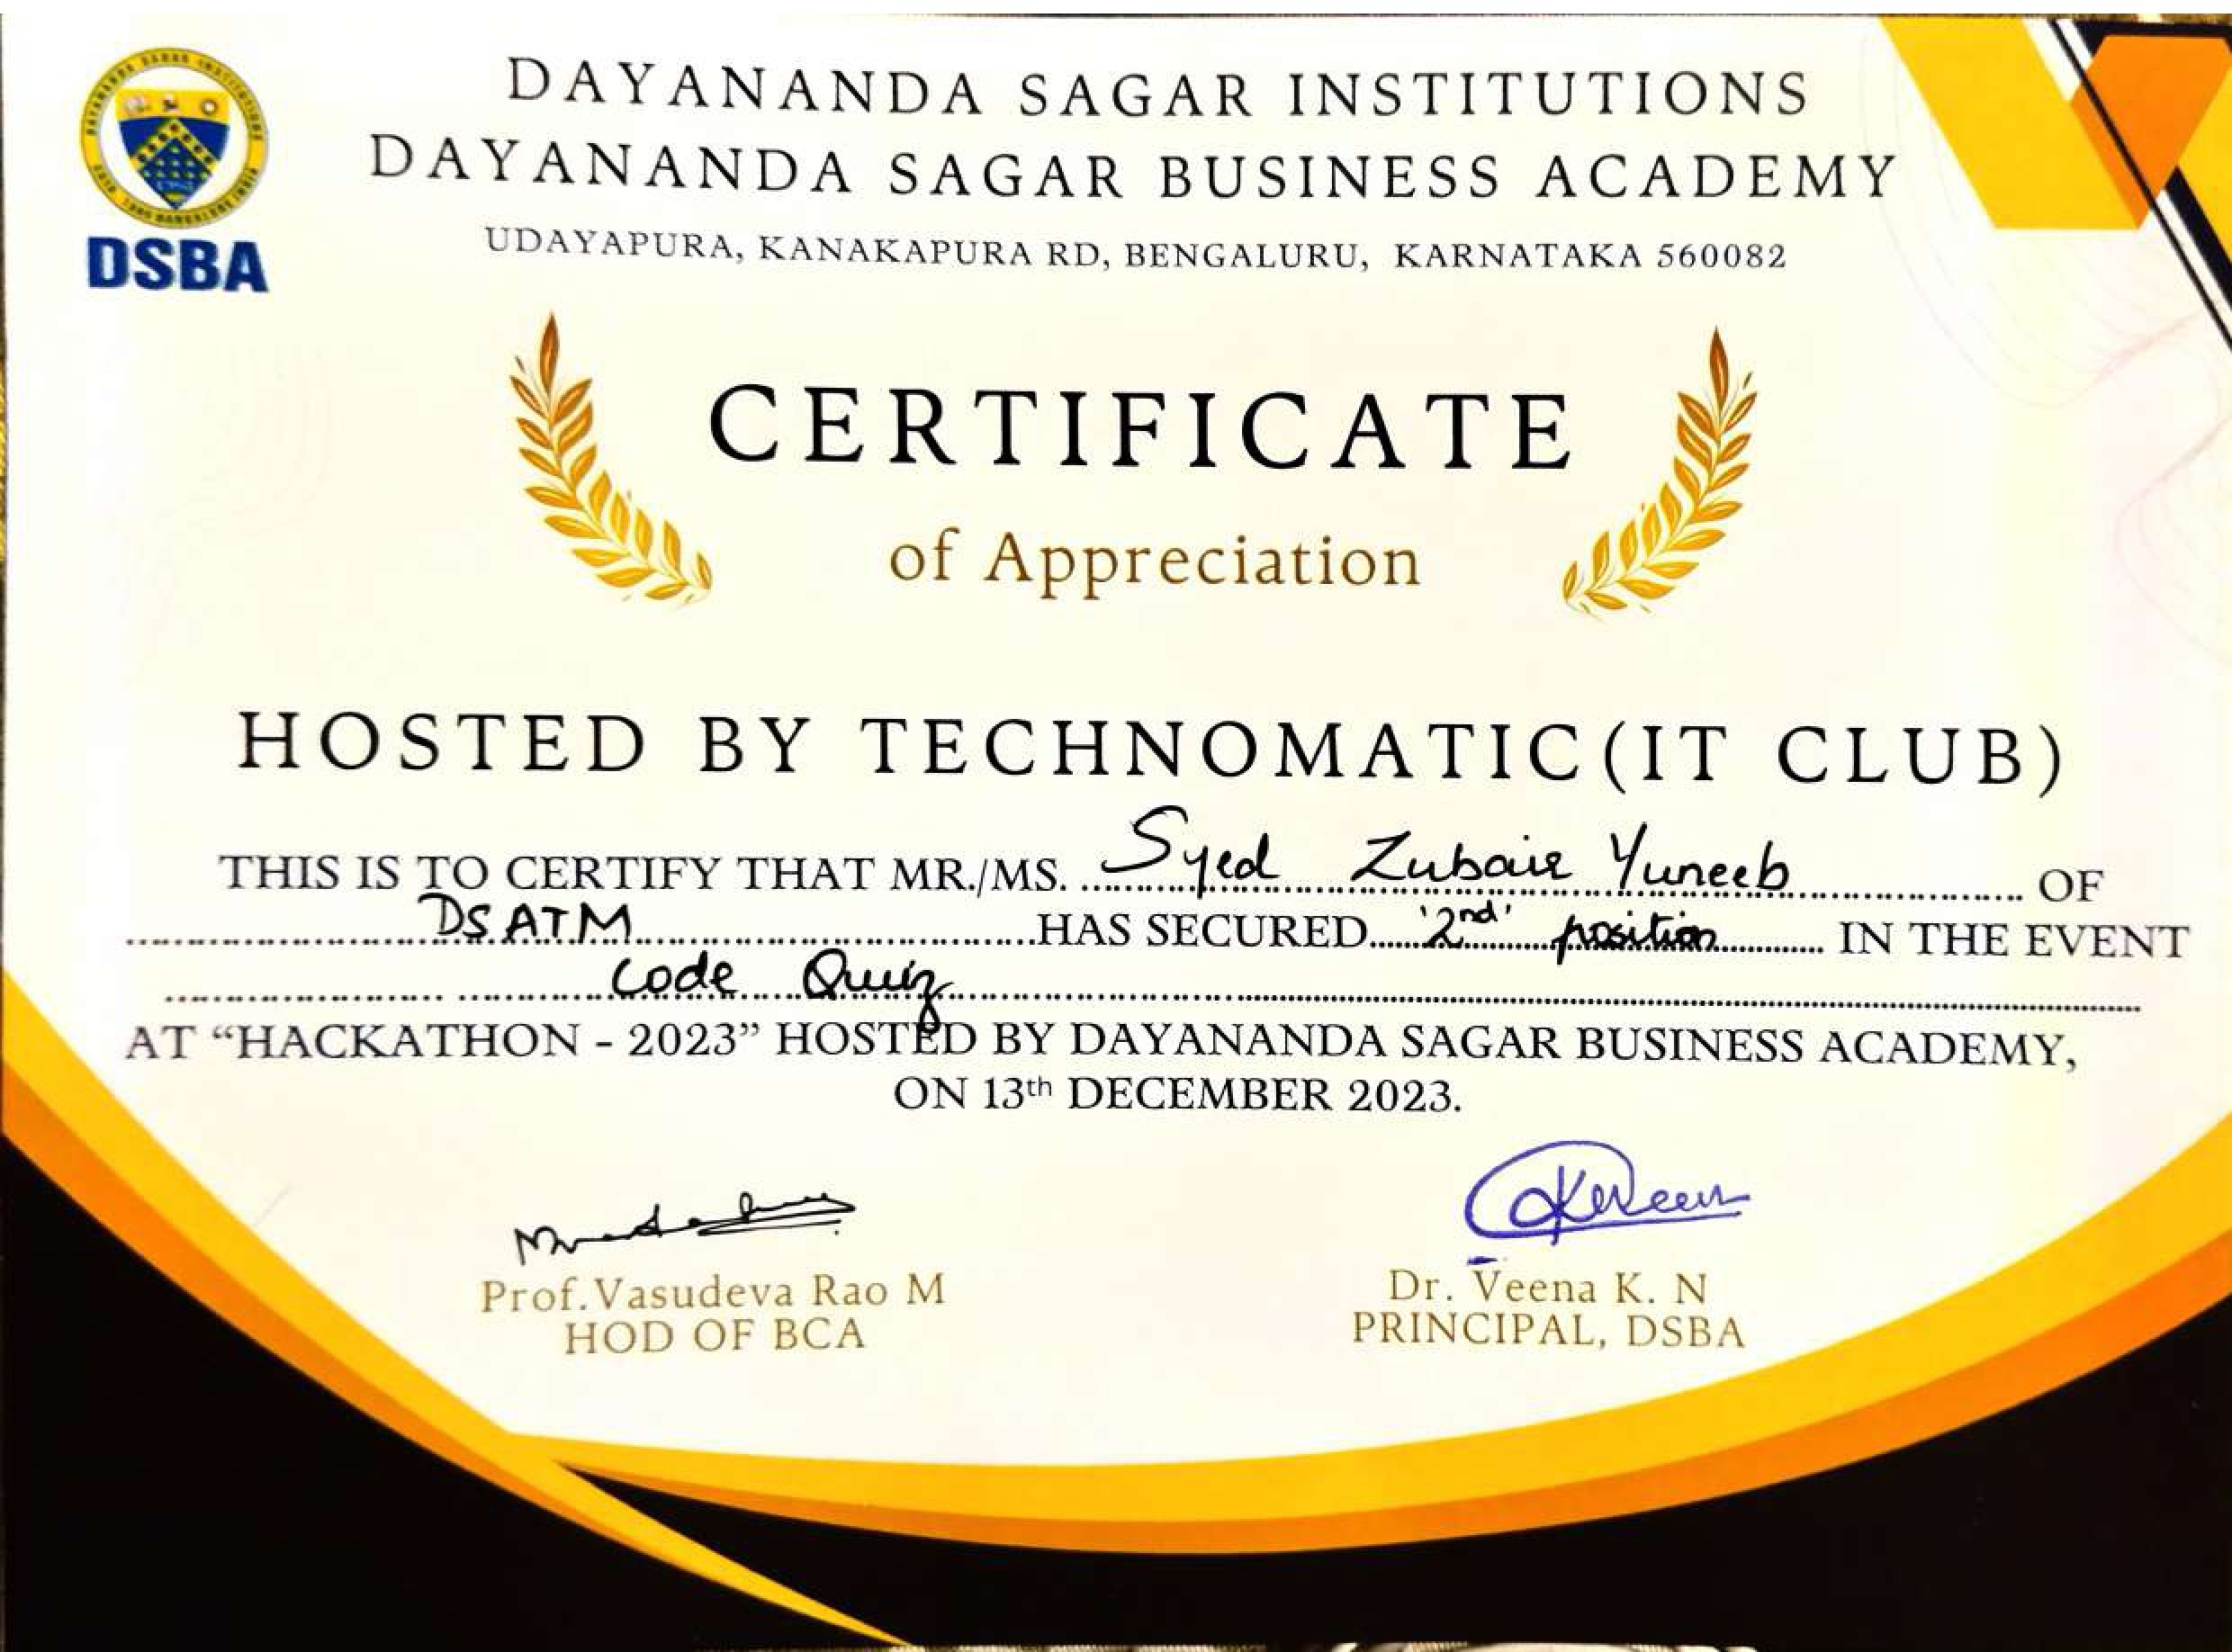 DAYANANDA SAGAR INSTITUTIONS
DAYANANDA SAGAR BUSINESS ACADEMY
UDAYAPURA, KANAKAPURA RD, BENGALURU, KARNATAKA 560082
DSBA
CERTIFICATE
of Appreciation
HOSTED BY TECHNOMATIC(IT CLUB)
THIS IS TO CERTIFY THAT MR./MS. Syed Zubair Yuneeb OF
DSATM HAS SECURED '2nd' position IN THE EVENT
Code Quiz
AT “HACKATHON - 2023” HOSTED BY DAYANANDA SAGAR BUSINESS ACADEMY,
ON 13th DECEMBER 2023.
Prof.Vasudeva Rao M
HOD OF BCA
Dr. Veena K. N
PRINCIPAL, DSBA